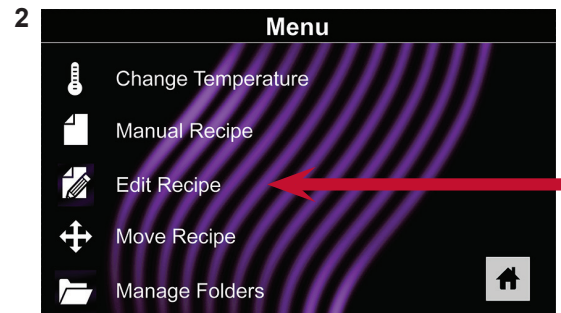 2
Menu
Change Temperature
Manual Recipe
Edit Recipe
Move Recipe
Manage Folders